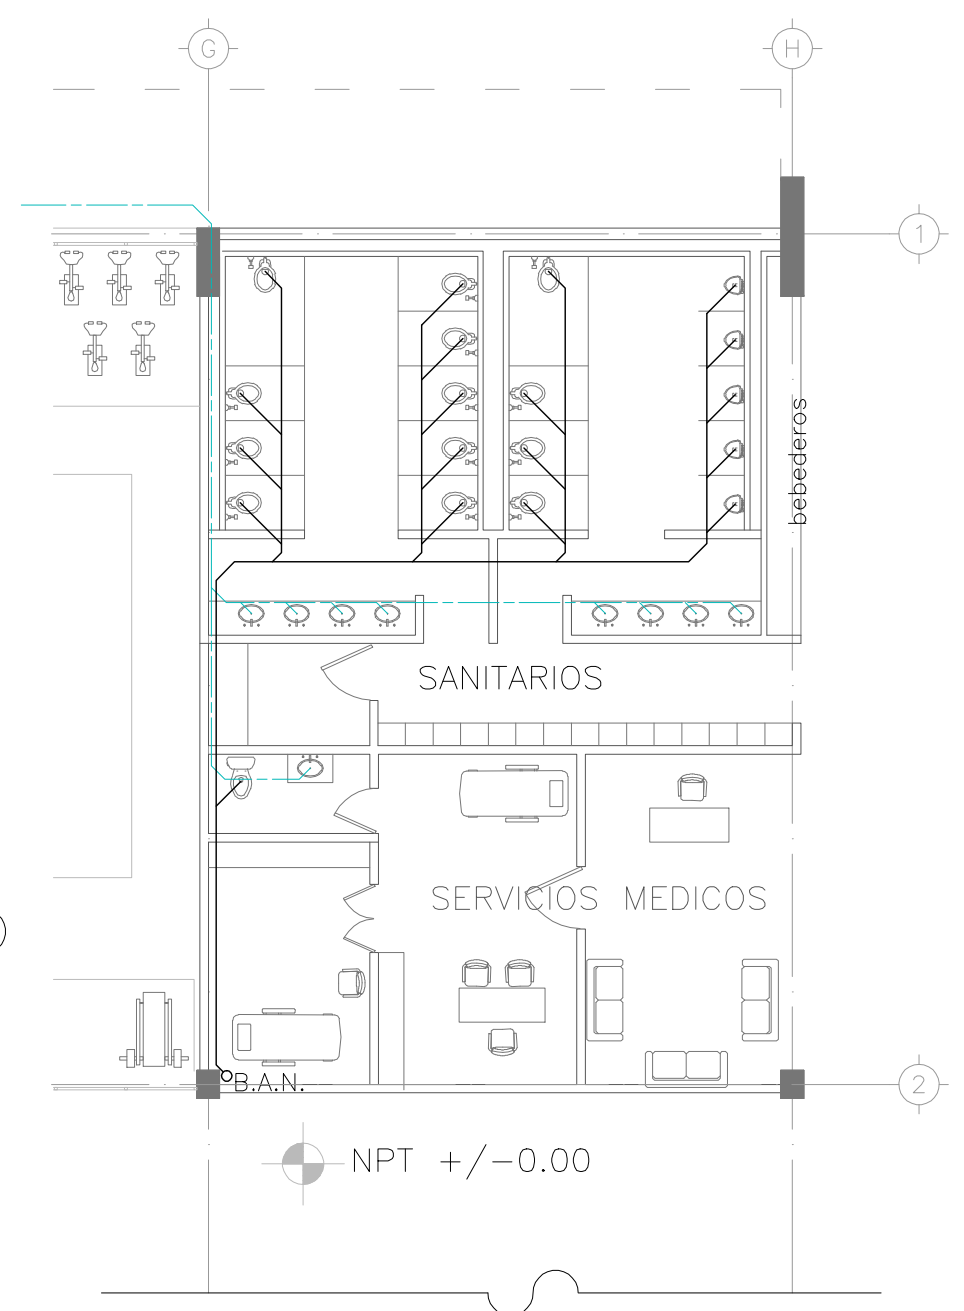 G
H
1
bebederos
SANITARIOS
SERVICIOS MEDICOS
B.A.N.
2
NPT +/-0.00